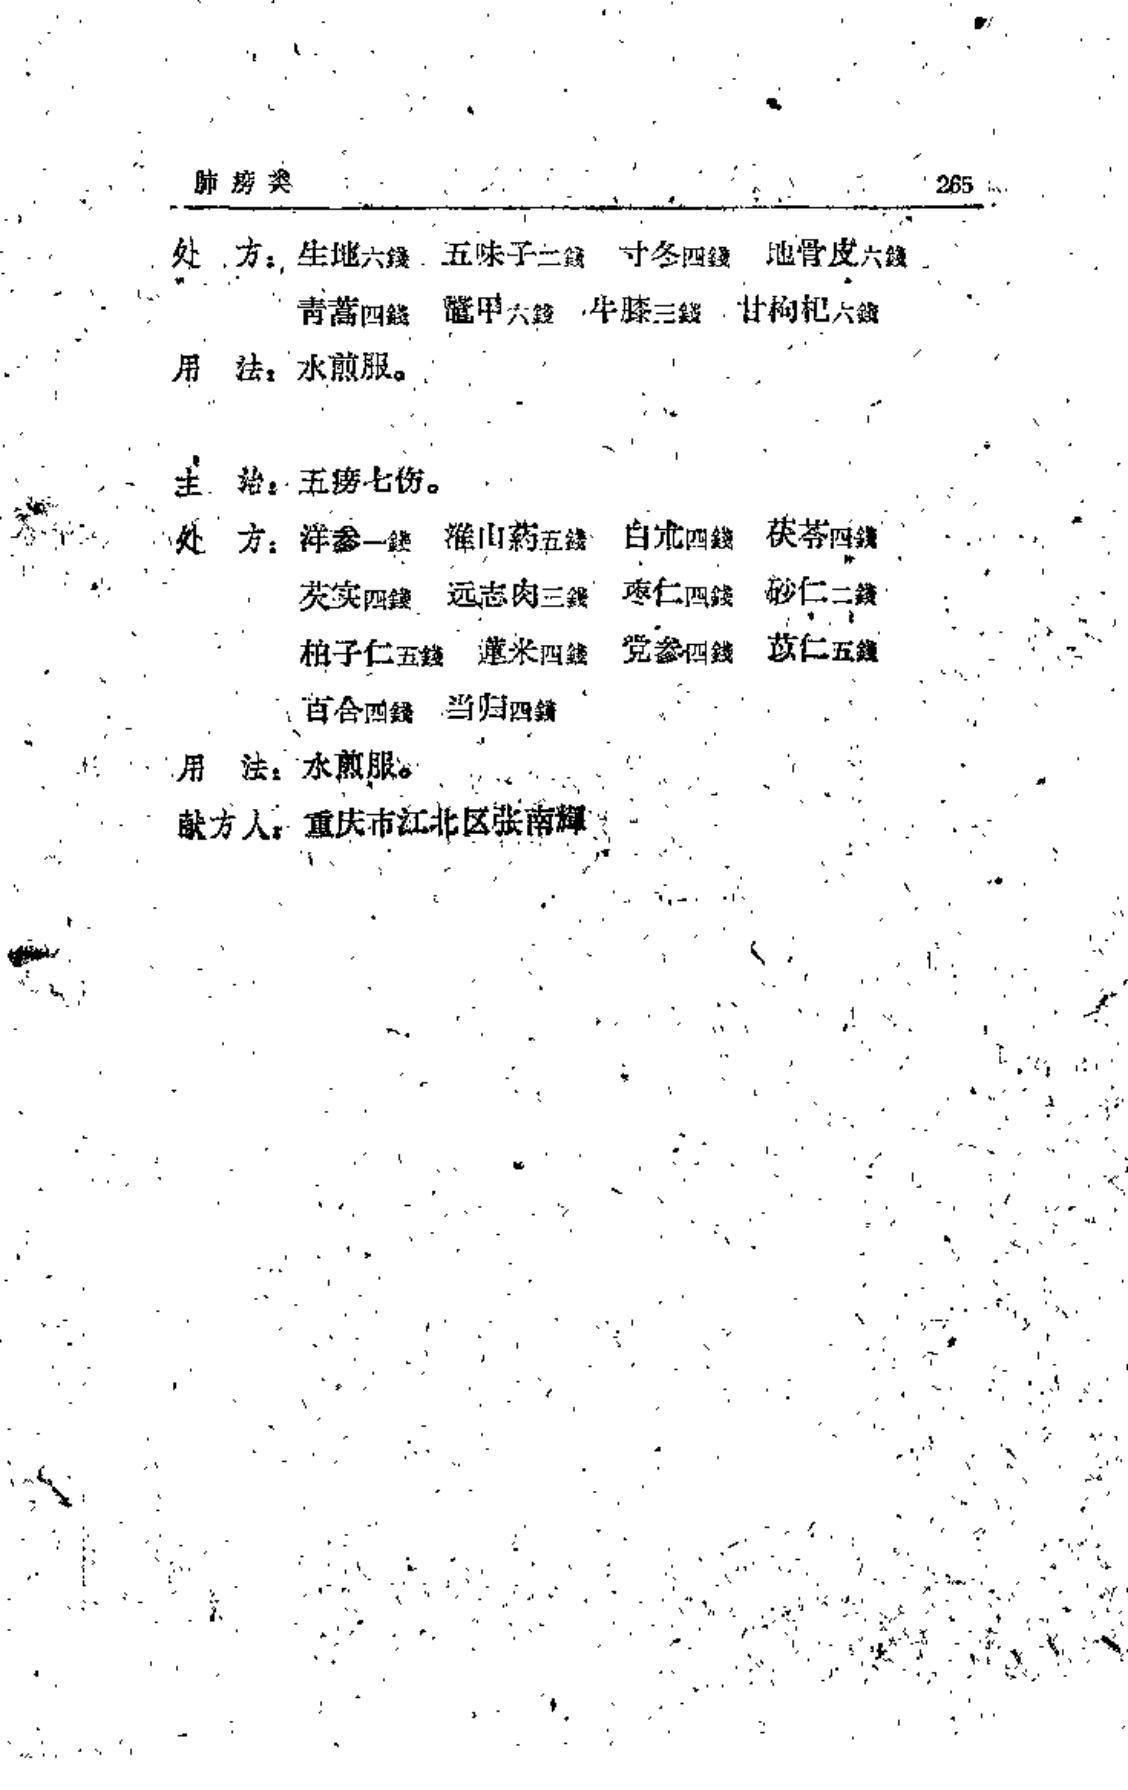 肺痨类 265
处　方：生地六錢　五味子二錢　寸冬四錢　地骨皮六錢
青蒿四錢　鼈甲六錢　牛膝三錢　甘枸杞六錢
用　法：水煎服。
主　治：五痨七伤。
处　方：洋参一錢　淮山药五錢　白朮四錢　茯苓四錢
芡实四錢　远志肉三錢　枣仁四錢　砂仁二錢
柏子仁五錢　蓮米四錢　党参四錢　苡仁五錢
百合四錢　当归四錢
用　法：水煎服。
献方人：重庆市江北区张南輝